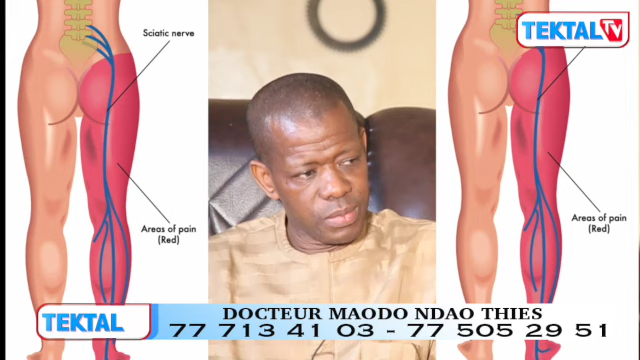 TEKTAL TV
Sciatic nerve
Areas of pain
(Red)
Areas of pain
(Red)
TEKTAL
DOCTEUR MAODO NDAO THIES
77 713 41 03 - 77 505 29 51